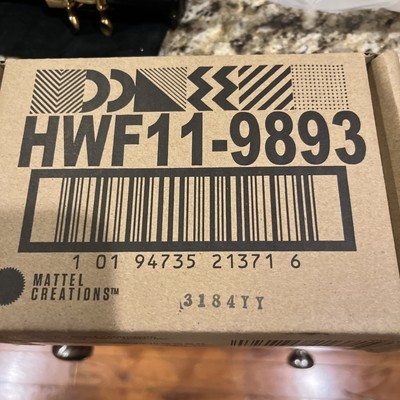 HWF11-9893
1 01 94735 21371 6
MATTEL
CREATIONS™
3184YY